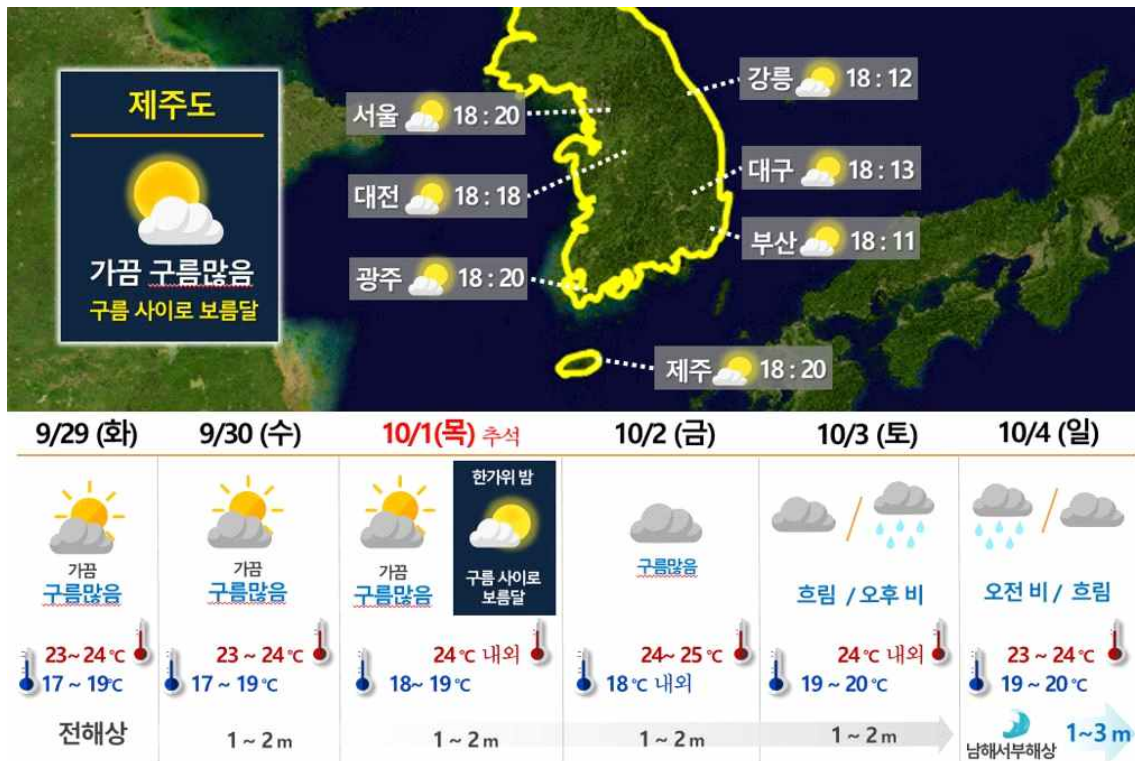 제주도
가끔 구름많음
구름 사이로 보름달
서울 18 : 20
강릉 18 : 12
대전 18 : 18
대구 18 : 13
부산 18 : 11
광주 18 : 20
제주 18 : 20
9/29 (화)
9/30 (수)
10/1(목) 추석
10/2 (금)
10/3 (토)
10/4 (일)
가끔
구름많음
가끔
구름많음
가끔
구름많음
한가위 밤
구름 사이로
보름달
구름많음
흐림 / 오후 비
오전 비 / 흐림
23~ 24 ℃
17 ~ 19℃
23 ~ 24 ℃
17 ~ 19 ℃
24 ℃ 내외
18~ 19 ℃
24~ 25 ℃
18 ℃ 내외
24 ℃ 내외
19 ~ 20 ℃
23 ~ 24 ℃
19 ~ 20 ℃
전해상
1 ~ 2 m
1 ~ 2 m
1 ~ 2 m
1 ~ 2 m
남해서부해상
1~3 m